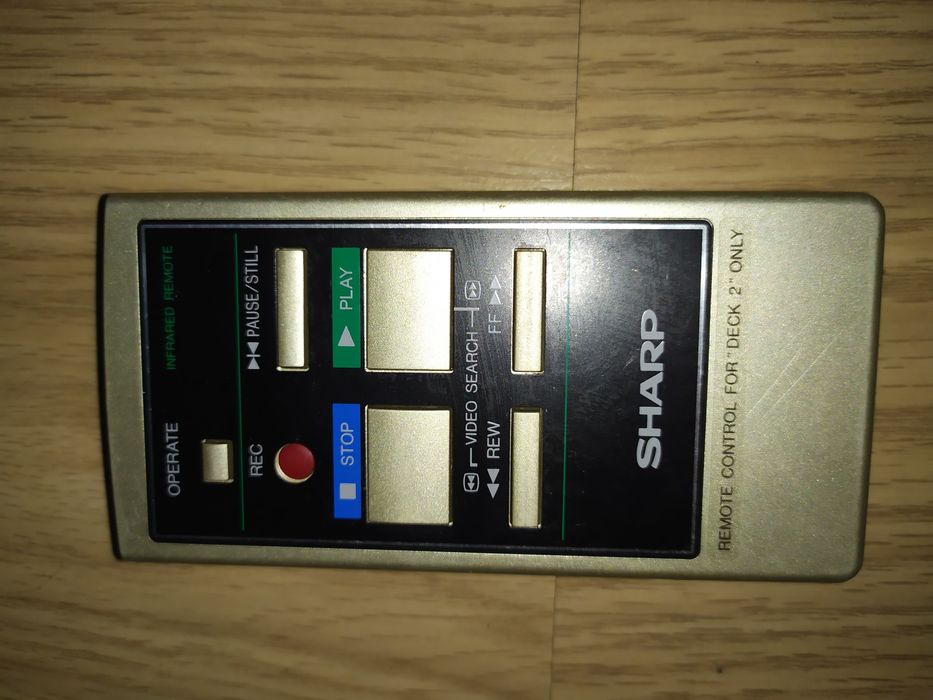 OPERATE INFRARED REMOTE
REC ▶I◀ PAUSE/STILL
■ STOP ▶ PLAY
VIDEO SEARCH
◀◀ REW FF ▶▶
SHARP
REMOTE CONTROL FOR "DECK 2" ONLY